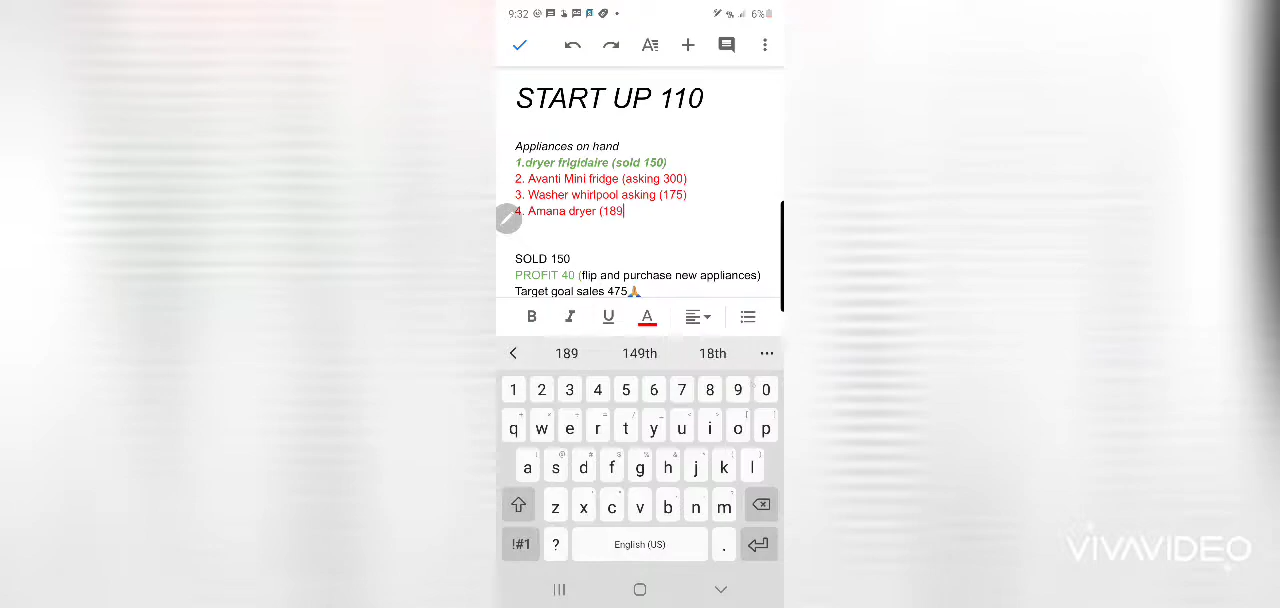 9:32 6%
START UP 110
Appliances on hand
1.dryer frigidaire (sold 150)
2. Avanti Mini fridge (asking 300)
3. Washer whirlpool asking (175)
4. Amana dryer (189
SOLD 150
PROFIT 40 (flip and purchase new appliances)
Target goal sales 475🙏
B I U A
189 149th 18th
1 2 3 4 5 6 7 8 9 0
q w e r t y u i o p
a s d f g h j k l
z x c v b n m
!#1 ? English (US) .
VIVAVIDEO